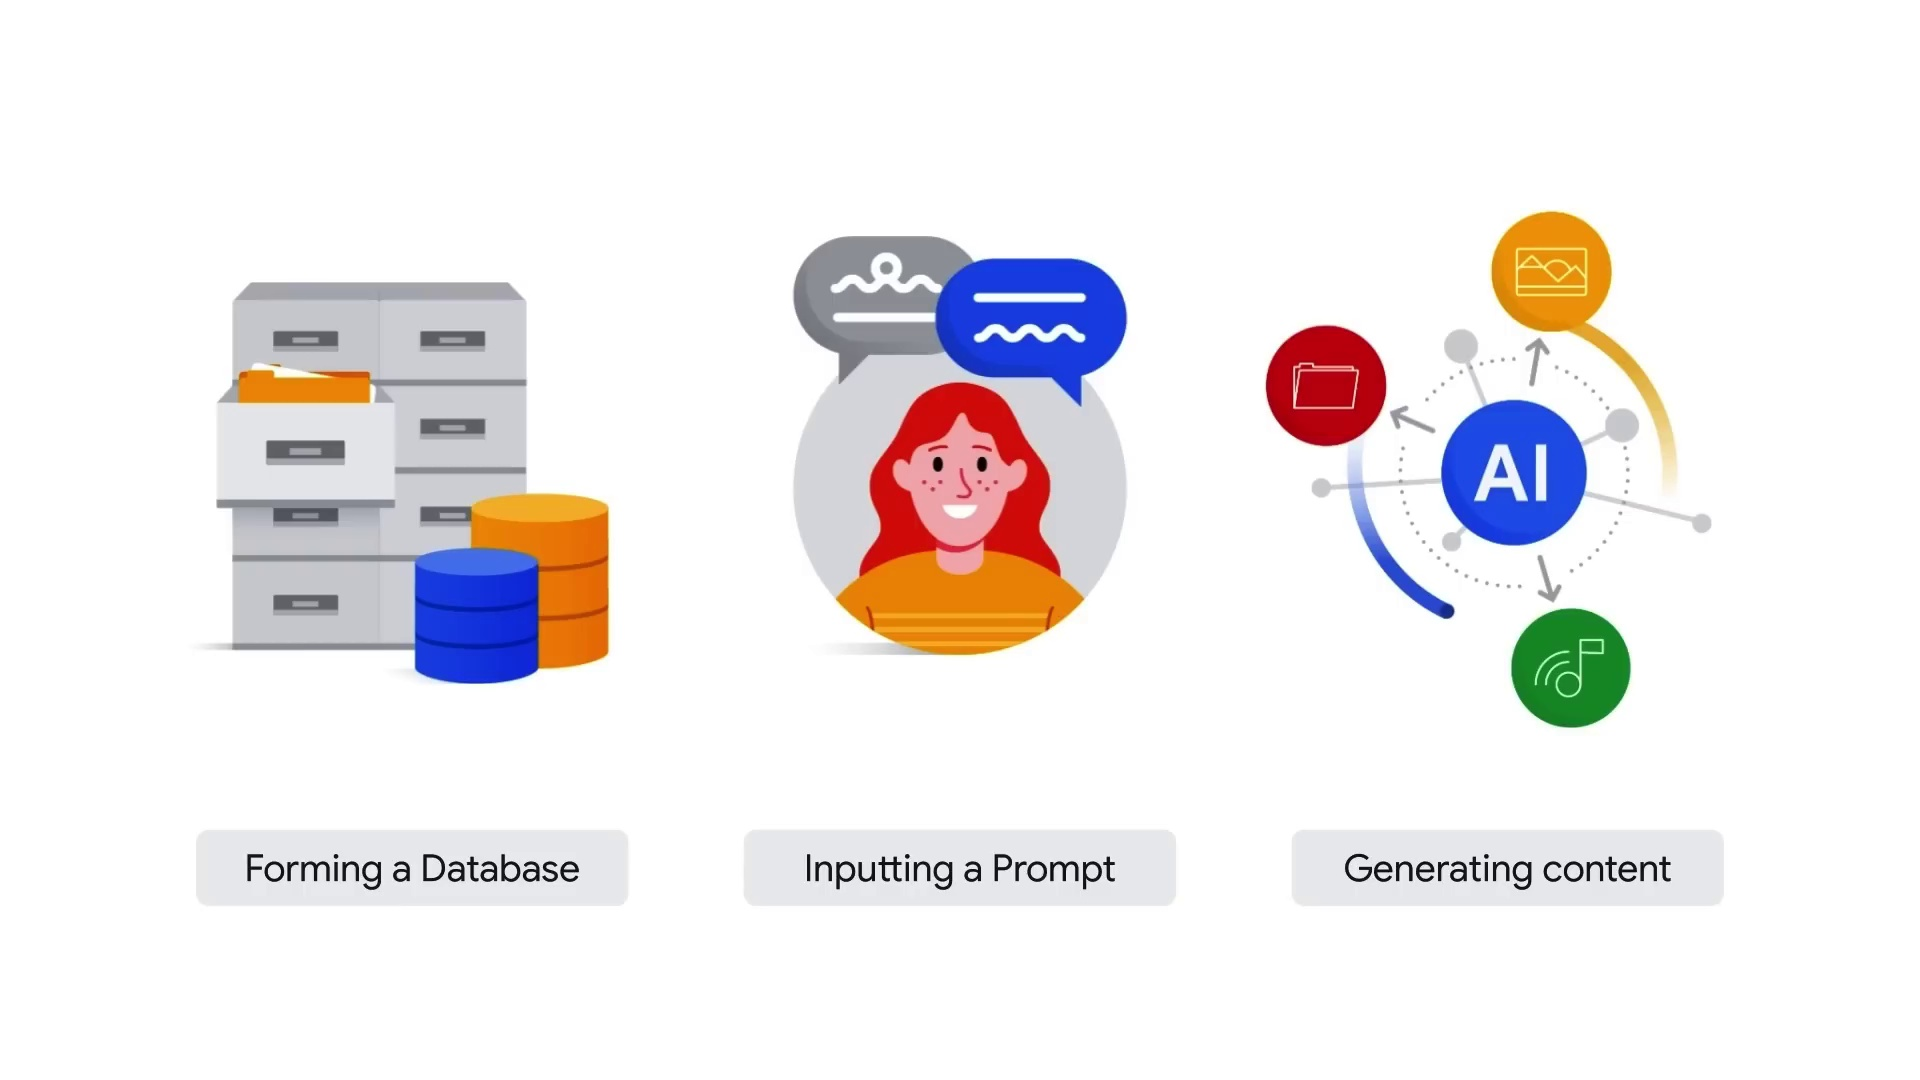 AI
Forming a Database
Inputting a Prompt
Generating content